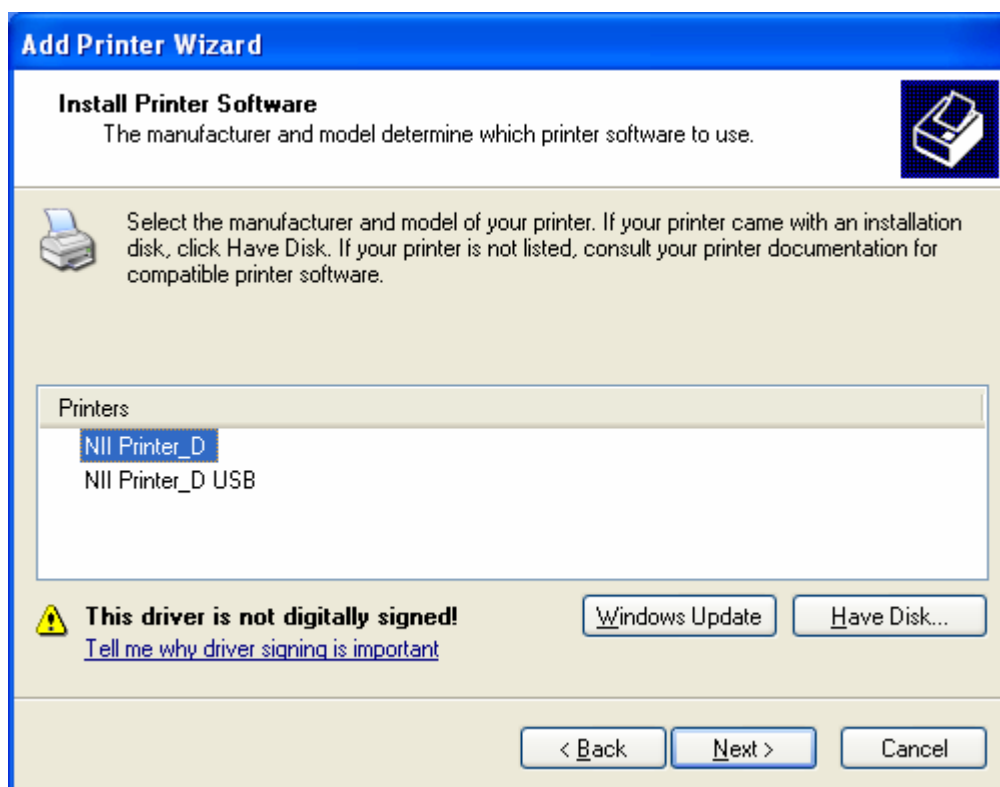 Add Printer Wizard
Install Printer Software
The manufacturer and model determine which printer software to use.
Select the manufacturer and model of your printer. If your printer came with an installation
disk, click Have Disk. If your printer is not listed, consult your printer documentation for
compatible printer software.
Printers
NII Printer_D
NII Printer_D USB
This driver is not digitally signed!
Windows Update
Have Disk...
Tell me why driver signing is important
< Back
Next >
Cancel